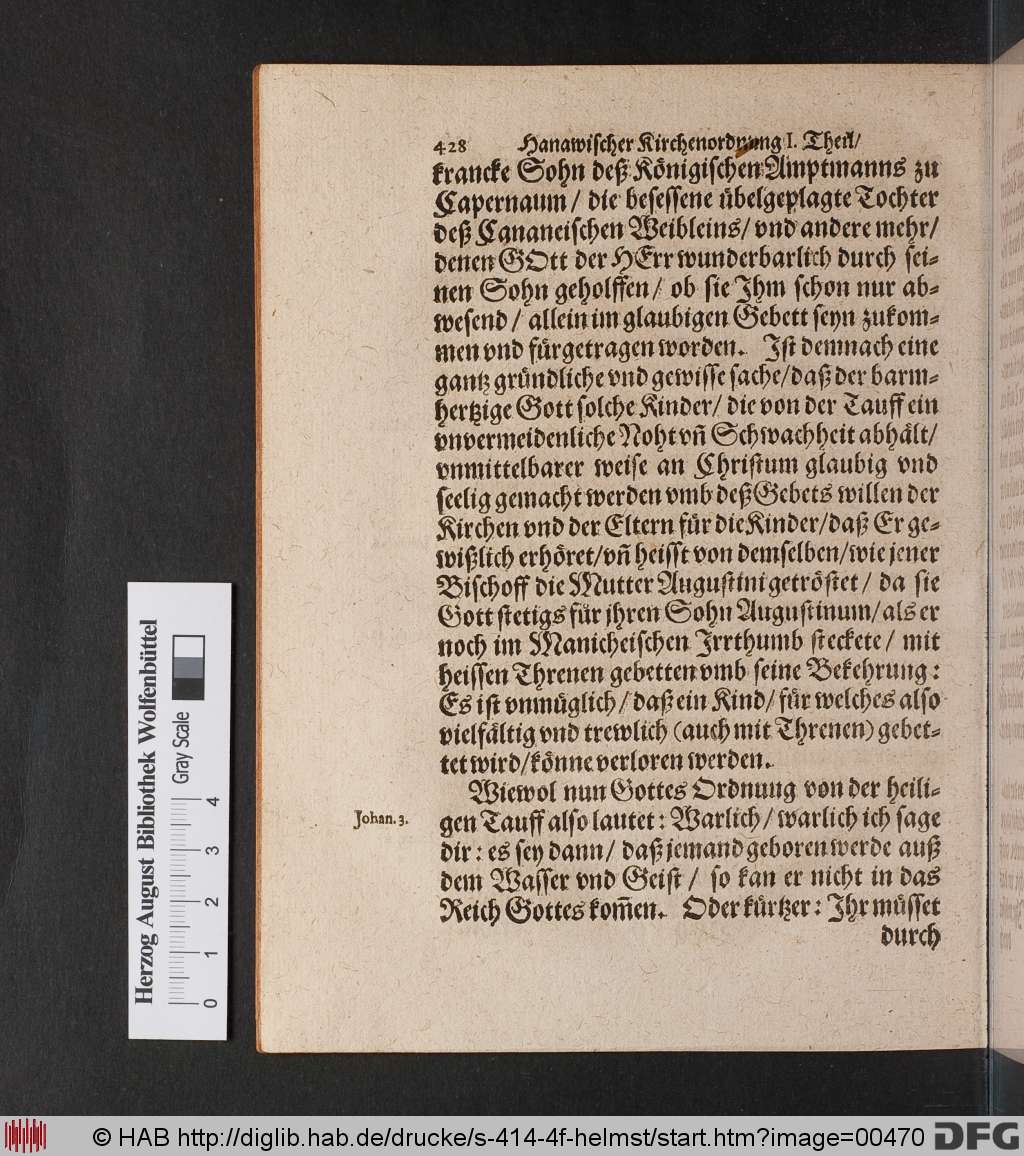 428 Hanawischer Kirchenordnung I. Theil/
krancke Sohn deß Königischen Amptmanns zu
Capernaum / die besessene übelgeplagte Tochter
deß Cananeischen Weibleins/ vnd andere mehr/
denen GOtt der HErr wunderbarlich durch sei-
nen Sohn geholffen/ ob sie Ihm schon nur ab-
wesend / allein im glaubigen Gebett seyn zukom-
men vnd fürgetragen worden. Ist demnach eine
gantz gründliche vnd gewisse sache/daß der barm-
hertzige Gott solche Kinder/ die von der Tauff ein
vnvermeidenliche Noht vn̄ Schwachheit abhält/
vnmittelbarer weise an Christum glaubig vnd
seelig gemacht werden vmb deß Gebets willen der
Kirchen vnd der Eltern für die Kinder/daß Er ge-
wißlich erhöret/vn̄ heisst von demselben/wie jener
Bischoff die Mutter Augustini getröstet/ da sie
Gott stetigs für jhren Sohn Augustinum/als er
noch im Manicheischen Irrthumb steckete/ mit
heissen Threnen gebetten vmb seine Bekehrung:
Es ist vnmüglich/daß ein Kind/für welches also
vielfältig vnd trewlich (auch mit Threnen) gebet-
tet wird/könne verloren werden.
Wiewol nun Gottes Ordnung von der heili-
Johan. 3. gen Tauff also lautet: Warlich/ warlich ich sage
dir: es sey dann/ daß jemand geboren werde auß
dem Wasser vnd Geist/ so kan er nicht in das
Reich Gottes kom̄en. Oder kürtzer: Ihr müsset
durch
Herzog August Bibliothek Wolfenbüttel
Gray Scale
0 1 2 3 4
© HAB http://diglib.hab.de/drucke/s-414-4f-helmst/start.htm?image=00470 DFG